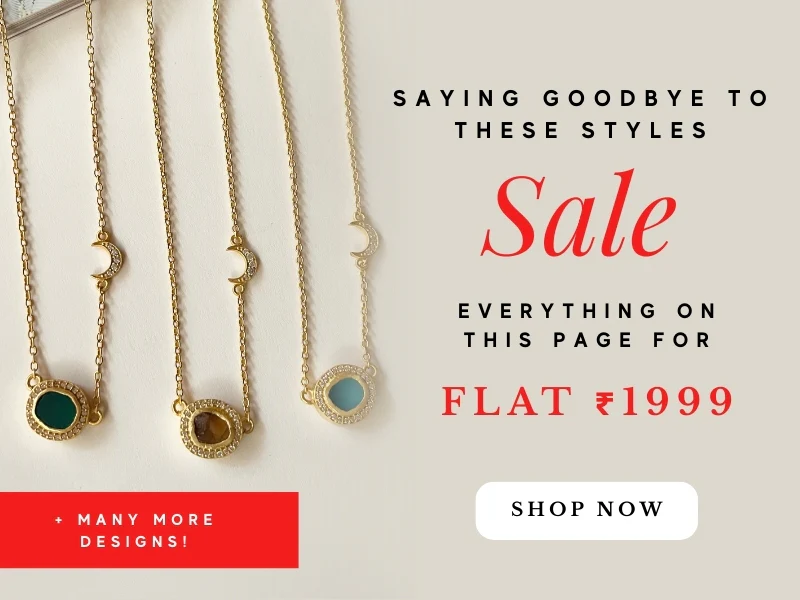 SAYING GOODBYE TO
THESE STYLES
Sale
EVERYTHING ON
THIS PAGE FOR
FLAT ₹1999
SHOP NOW
+ MANY MORE
DESIGNS!